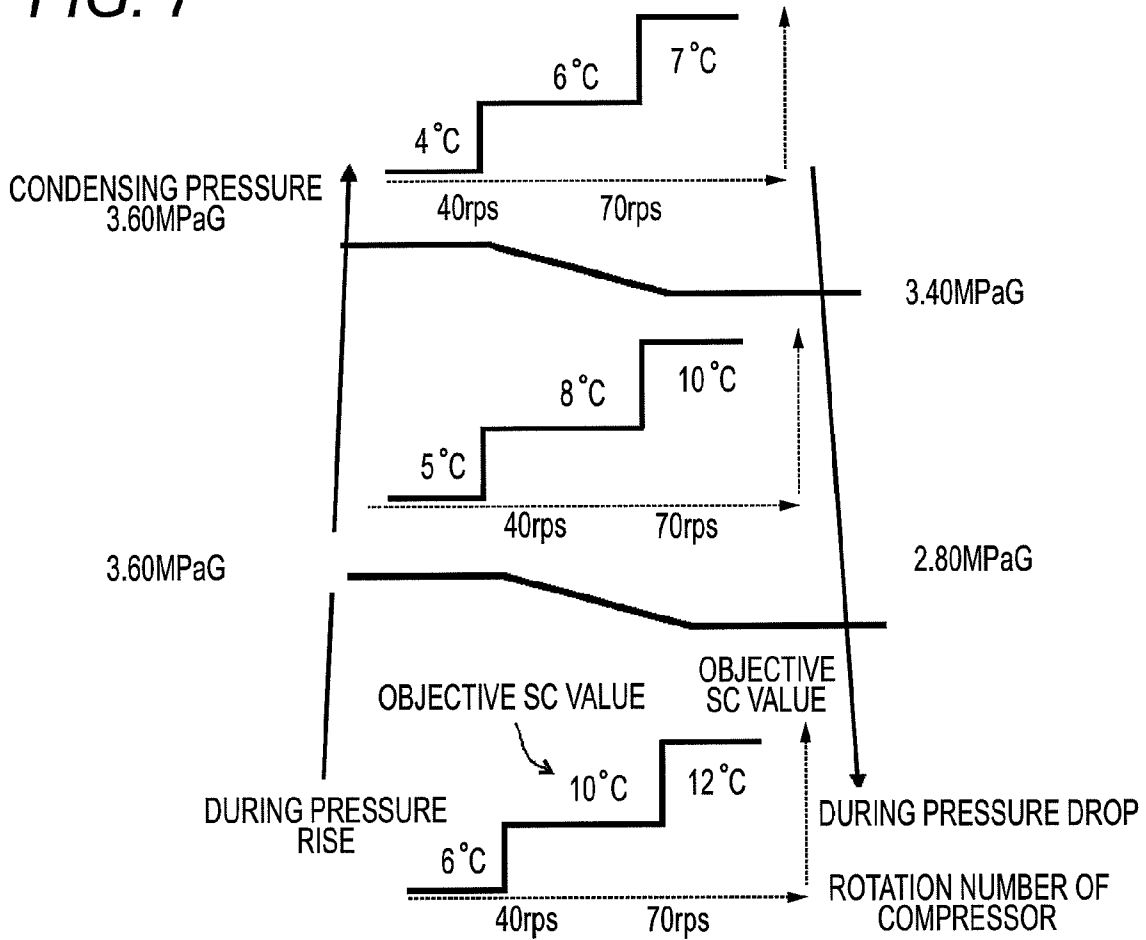 FIG. 7
7°C
6°C
4°C
CONDENSING PRESSURE
3.60MPaG
40rps
70rps
3.40MPaG
10°C
8°C
5°C
40rps
70rps
3.60MPaG
2.80MPaG
OBJECTIVE SC VALUE
OBJECTIVE
SC VALUE
12°C
10°C
6°C
DURING PRESSURE
RISE
DURING PRESSURE DROP
40rps
70rps
ROTATION NUMBER OF
COMPRESSOR